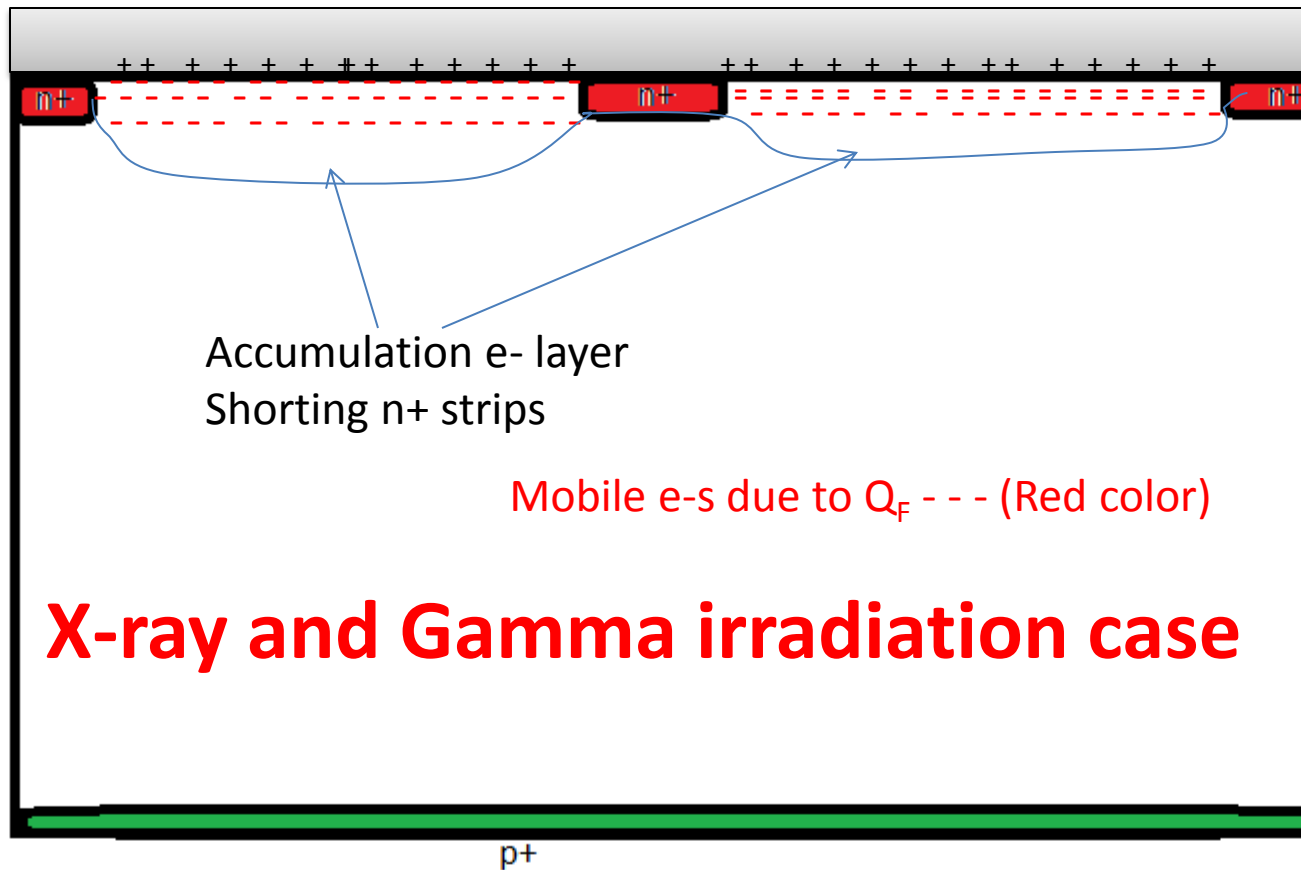 + + + + + + + + + + + + + + + + + + + + + + + + + + + +
n+ n+ n+
Accumulation e- layer
Shorting n+ strips
Mobile e-s due to QF - - - (Red color)
X-ray and Gamma irradiation case
p+